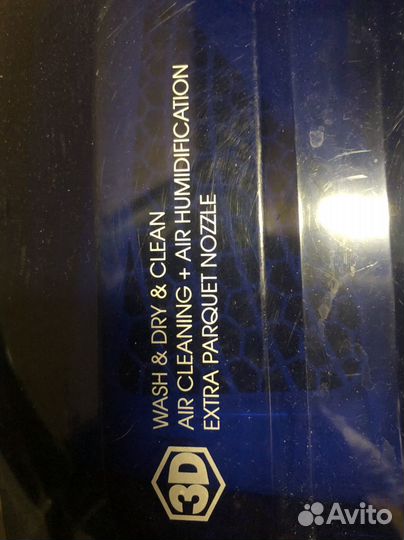 3D
WASH & DRY & CLEAN
AIR CLEANING + AIR HUMIDIFICATION
EXTRA PARQUET NOZZLE
Avito